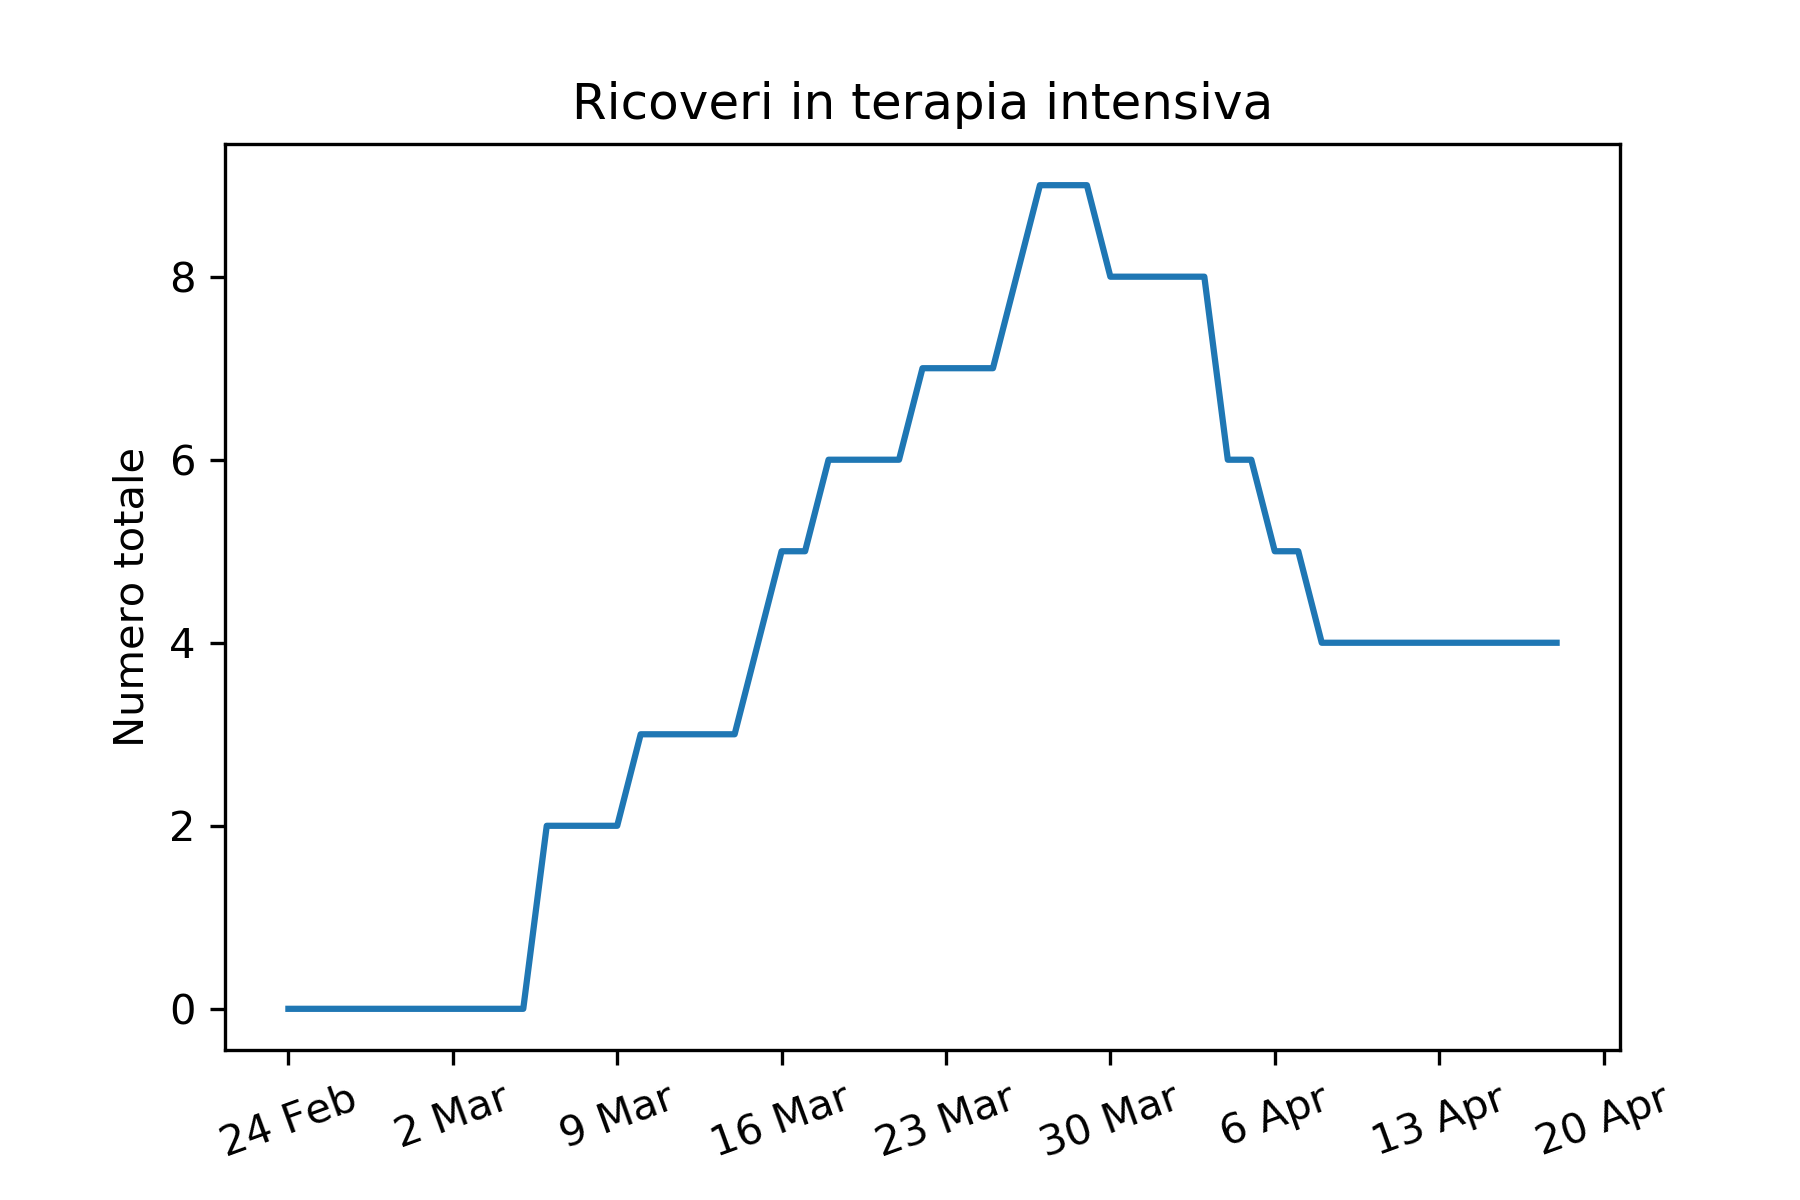 Ricoveri in terapia intensiva
Numero totale
8
6
4
2
0
24 Feb
2 Mar
9 Mar
16 Mar
23 Mar
30 Mar
6 Apr
13 Apr
20 Apr